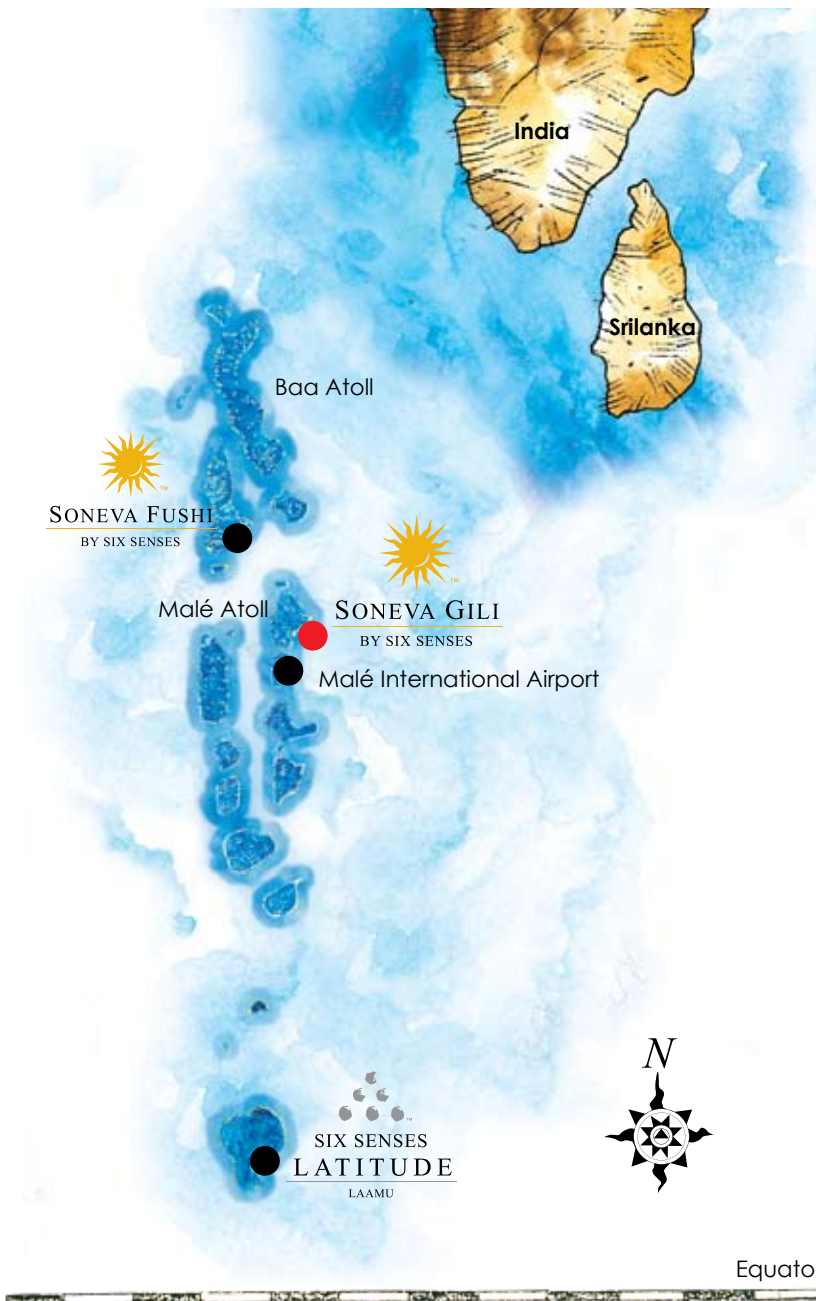 India
Srilanka
Baa Atoll
SONEVA FUSHI
BY SIX SENSES
Malé Atoll
SONEVA GILI
BY SIX SENSES
Malé International Airport
N
SIX SENSES
LATITUDE
LAAMU
Equato